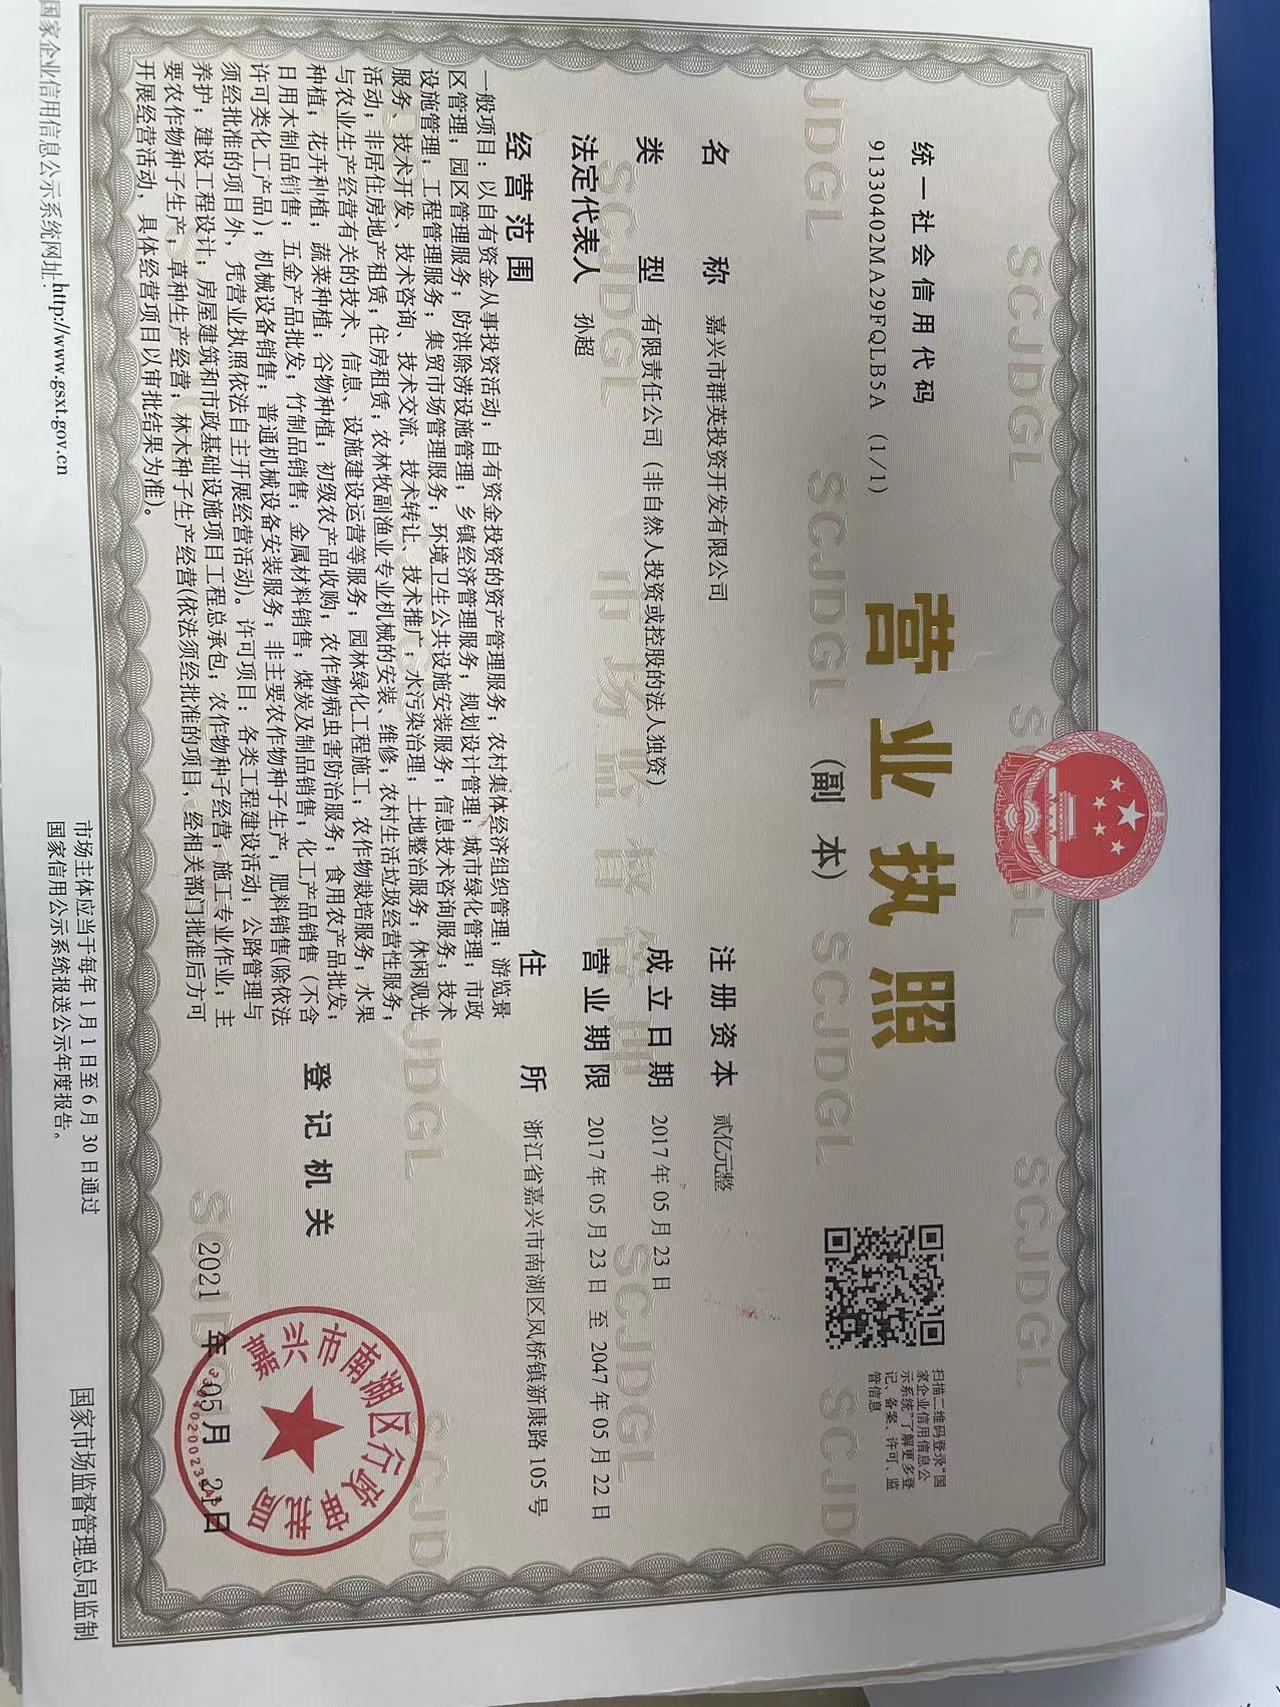 统一社会信用代码
91330402MA29FQLB5A (1/1)
营业执照
(副本)
扫描二维码登录“国
家企业信用信息公
示系统”了解更多登
记、备案、许可、监
管信息
名称 嘉兴市群英投资开发有限公司
类型 有限责任公司（非自然人投资或控股的法人独资）
法定代表人 孙超
经营范围
一般项目：以自有资金从事投资活动；自有资金投资的资产管理服务；农村集体经济组织管理；游览景
区管理；园区管理服务；防洪除涝设施管理；乡镇经济管理服务；规划设计管理；城市绿化管理；市政
设施管理；工程管理服务；集贸市场管理服务；环境卫生公共设施安装服务；信息技术咨询服务；技术
服务、技术开发、技术咨询、技术交流、技术转让、技术推广；水污染治理；土地整治服务；休闲观光
活动；非居住房地产租赁；住房租赁；农林牧副渔业专业机械的安装、维修；农村生活垃圾经营性服务；
与农业生产经营有关的技术、信息、设施建设运营等服务；园林绿化工程施工；农作物栽培服务；水果
种植；花卉种植；蔬菜种植；谷物种植；初级农产品收购；农作物病虫害防治服务；食用农产品批发；
日用木制品销售；五金产品批发；竹制品销售；金属材料销售；煤炭及制品销售；化工产品销售（不含
许可类化工产品）；机械设备销售；普通机械设备安装服务；非主要农作物种子生产；肥料销售(除依法
须经批准的项目外，凭营业执照依法自主开展经营活动)。许可项目：各类工程建设活动；公路管理与
养护；建设工程设计；房屋建筑和市政基础设施项目工程总承包；农作物种子经营；施工专业作业；主
要农作物种子生产；草种生产经营；林木种子生产经营(依法须经批准的项目，经相关部门批准后方可
开展经营活动，具体经营项目以审批结果为准)。
注册资本 贰亿元整
成立日期 2017年05月23日
营业期限 2017年05月23日 至 2047年05月22日
住所 浙江省嘉兴市南湖区凤桥镇新康路105号
登记机关
嘉兴市南湖区行政审批局
2021年05月21日
国家企业信用信息公示系统网址：http://www.gsxt.gov.cn
市场主体应当于每年1月1日至6月30日通过
国家信用公示系统报送公示年度报告。
国家市场监督管理总局监制
SCJDGL
市场监督管理